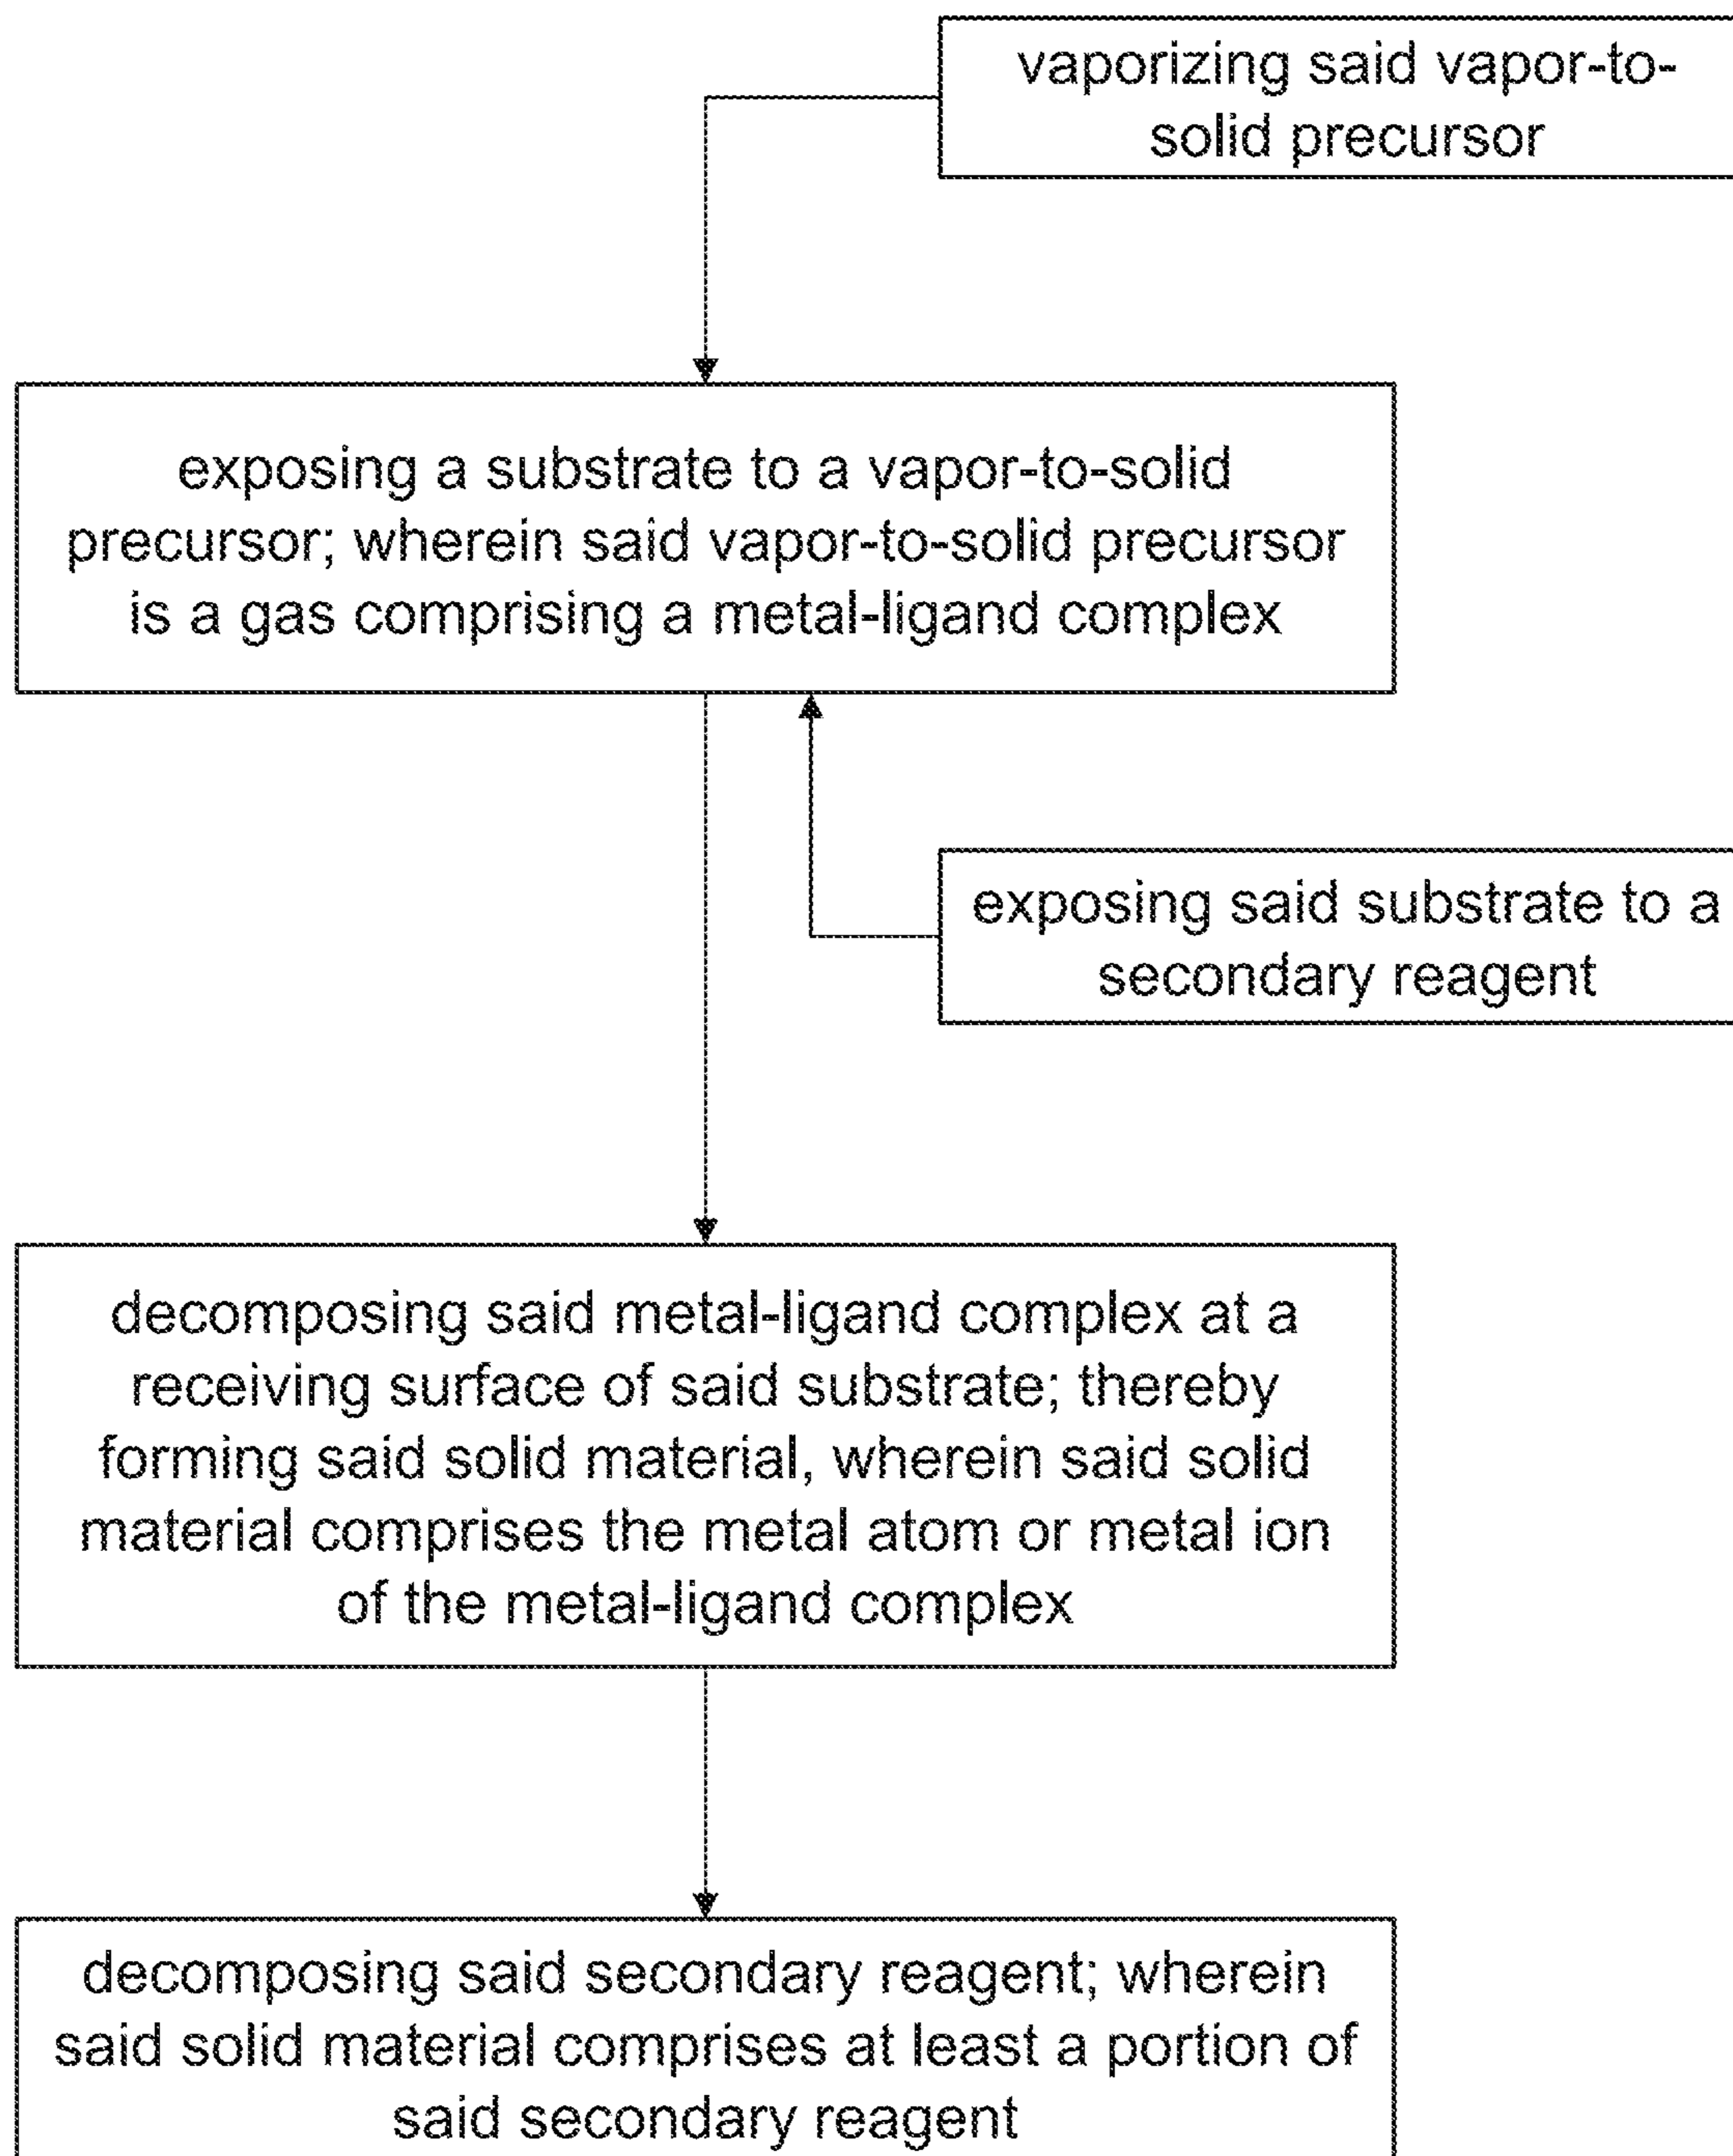 vaporizing said vapor-to-
solid precursor
exposing a substrate to a vapor-to-solid
precursor; wherein said vapor-to-solid precursor
is a gas comprising a metal-ligand complex
exposing said substrate to a
secondary reagent
decomposing said metal-ligand complex at a
receiving surface of said substrate; thereby
forming said solid material, wherein said solid
material comprises the metal atom or metal ion
of the metal-ligand complex
decomposing said secondary reagent; wherein
said solid material comprises at least a portion of
said secondary reagent